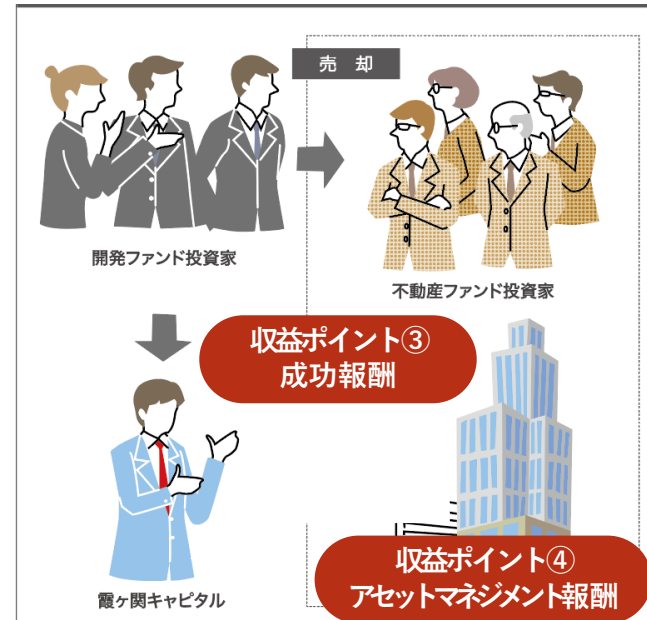 売却
開発ファンド投資家
不動産ファンド投資家
収益ポイント③
成功報酬
霞ヶ関キャピタル
収益ポイント④
アセットマネジメント報酬